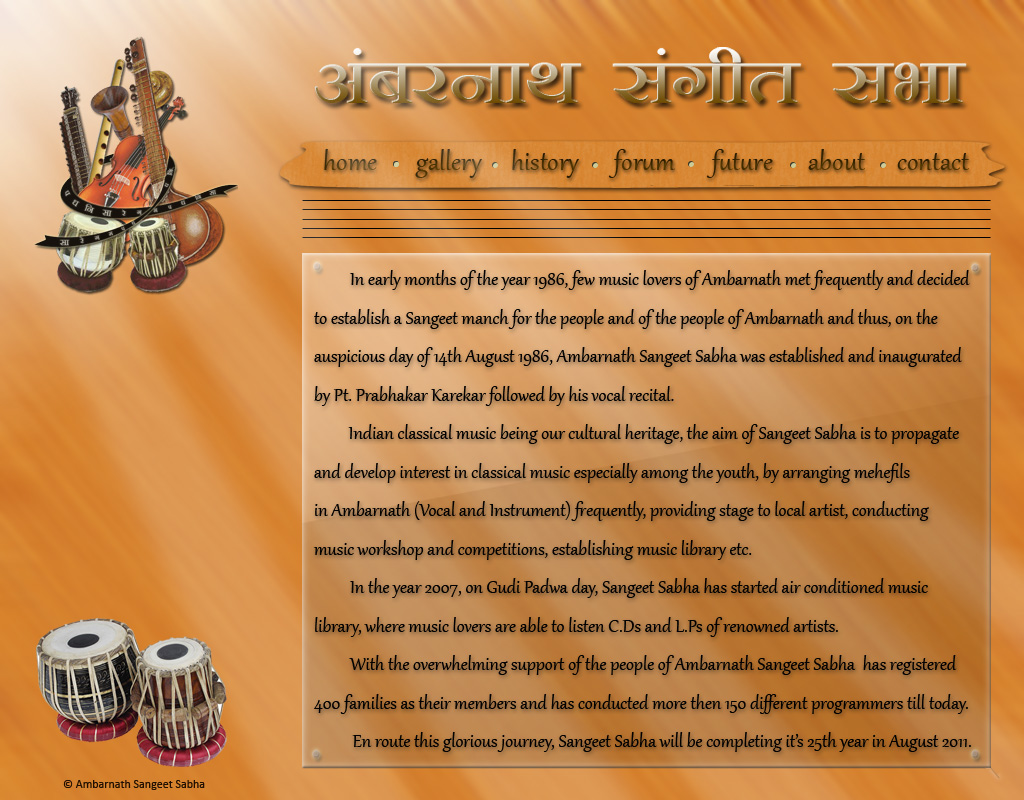 अंबरनाथ संगीत सभा
home gallery history forum future about contact
In early months of the year 1986, few music lovers of Ambarnath met frequently and decided
to establish a Sangeet manch for the people and of the people of Ambarnath and thus, on the
auspicious day of 14th August 1986, Ambarnath Sangeet Sabha was established and inaugurated
by Pt. Prabhakar Karekar followed by his vocal recital.
Indian classical music being our cultural heritage, the aim of Sangeet Sabha is to propagate
and develop interest in classical music especially among the youth, by arranging mehefils
in Ambarnath (Vocal and Instrument) frequently, providing stage to local artist, conducting
music workshop and competitions, establishing music library etc.
In the year 2007, on Gudi Padwa day, Sangeet Sabha has started air conditioned music
library, where music lovers are able to listen C.Ds and L.Ps of renowned artists.
With the overwhelming support of the people of Ambarnath Sangeet Sabha has registered
400 families as their members and has conducted more then 150 different programmers till today.
En route this glorious journey, Sangeet Sabha will be completing it's 25th year in August 2011.
© Ambarnath Sangeet Sabha